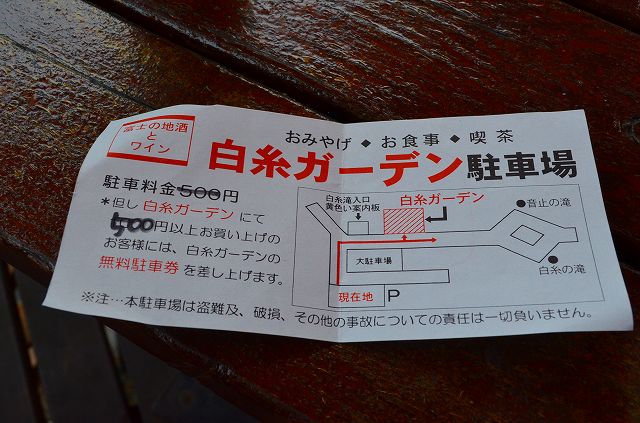 富士の地酒
と
ワイン
おみやげ◆お食事◆喫茶
白糸ガーデン駐車場
駐車料金500円
＊但し 白糸ガーデン にて
500円以上お買い上げの
お客様には、白糸ガーデンの
無料駐車券 を差し上げます。
白糸滝入口
黄色い案内板
白糸ガーデン
●音止の滝
大駐車場
●白糸の滝
現在地 P
※注…本駐車場は盗難及、破損、その他の事故についての責任は一切負いません。